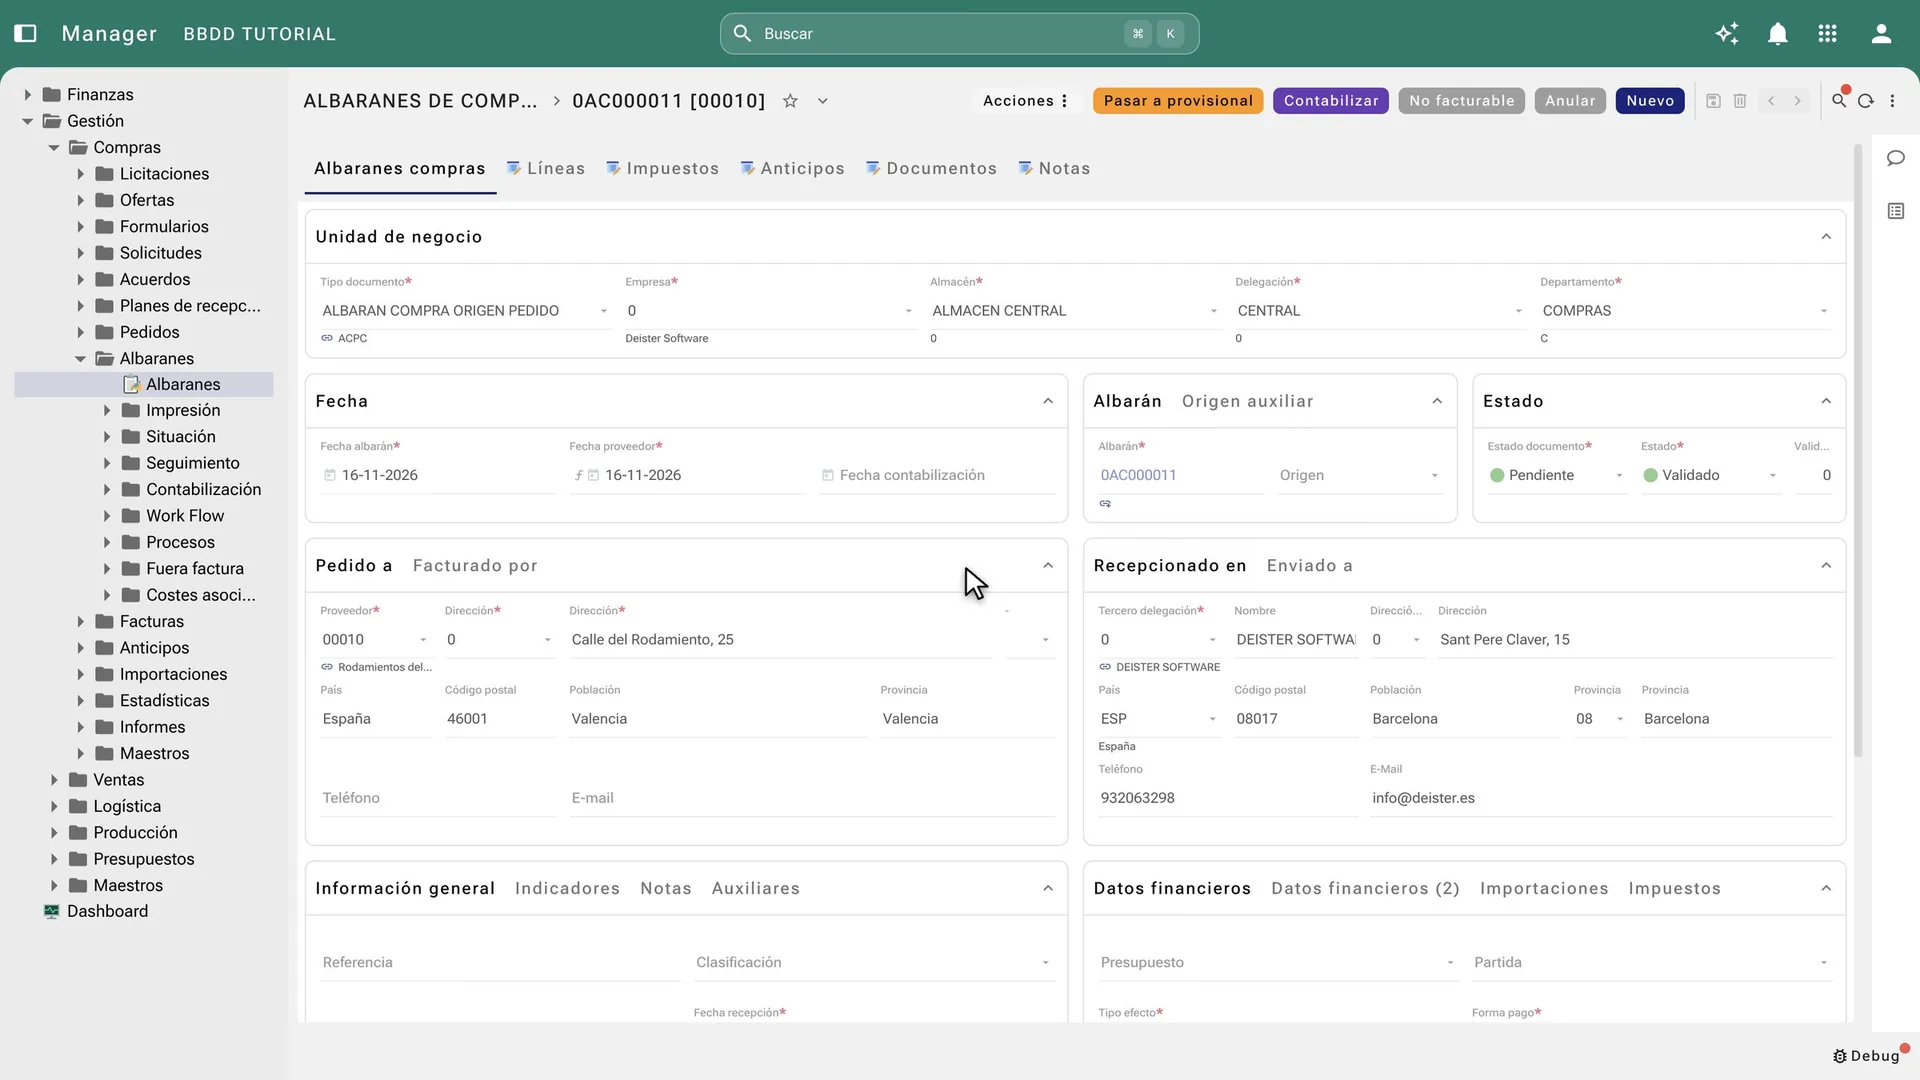 Manager
BBDD TUTORIAL
Buscar
⌘ K
Finanzas
Gestión
Compras
Licitaciones
Ofertas
Formularios
Solicitudes
Acuerdos
Planes de recepc...
Pedidos
Albaranes
Albaranes
Impresión
Situación
Seguimiento
Contabilización
Work Flow
Procesos
Fuera factura
Costes asoci...
Facturas
Anticipos
Importaciones
Estadísticas
Informes
Maestros
Ventas
Logística
Producción
Presupuestos
Maestros
Dashboard
ALBARANES DE COMP... > 0AC000011 [00010]
Acciones
Pasar a provisional
Contabilizar
No facturable
Anular
Nuevo
Albaranes compras
Líneas
Impuestos
Anticipos
Documentos
Notas
Unidad de negocio
Tipo documento* Empresa* Almacén* Delegación* Departamento*
ALBARAN COMPRA ORIGEN PEDIDO 0 ALMACEN CENTRAL CENTRAL COMPRAS
ACPC Deister Software 0 0 C
Fecha
Fecha albarán* Fecha proveedor*
16-11-2026 16-11-2026 Fecha contabilización
Albarán Origen auxiliar
Albarán*
0AC000011 Origen
Estado
Estado documento* Estado* Valid...
Pendiente Validado 0
Pedido a Facturado por
Proveedor* Dirección* Dirección* -
00010 0 Calle del Rodamiento, 25
Rodamientos del...
País Código postal Población Provincia
España 46001 Valencia Valencia
Teléfono E-mail
Recepcionado en Enviado a
Tercero delegación* Nombre Direcció... Dirección
0 DEISTER SOFTWA 0 Sant Pere Claver, 15
DEISTER SOFTWARE
País Código postal Población Provincia Provincia
ESP 08017 Barcelona 08 Barcelona
España
Teléfono E-Mail
932063298 info@deister.es
Información general Indicadores Notas Auxiliares
Referencia Clasificación
Fecha recepción*
Datos financieros Datos financieros (2) Importaciones Impuestos
Presupuesto Partida
Tipo efecto* Forma pago*
Debug